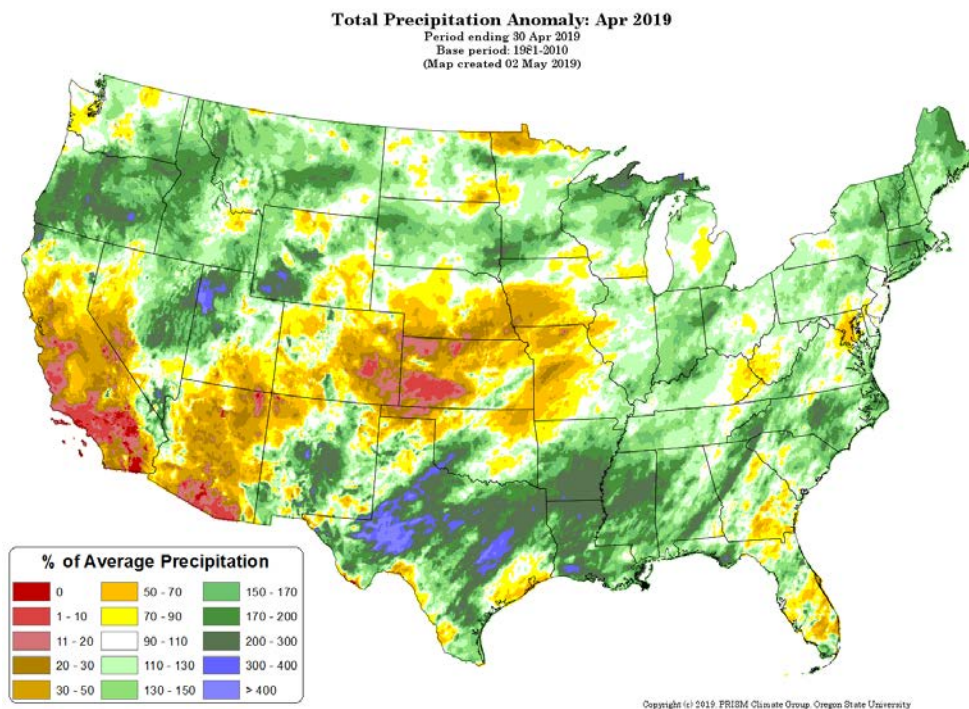 Total Precipitation Anomaly: Apr 2019
Period ending 30 Apr 2019
Base period: 1981-2010
(Map created 02 May 2019)
% of Average Precipitation
0
1 - 10
11 - 20
20 - 30
30 - 50
50 - 70
70 - 90
90 - 110
110 - 130
130 - 150
150 - 170
170 - 200
200 - 300
300 - 400
> 400
Copyright (c) 2019, PRISM Climate Group, Oregon State University